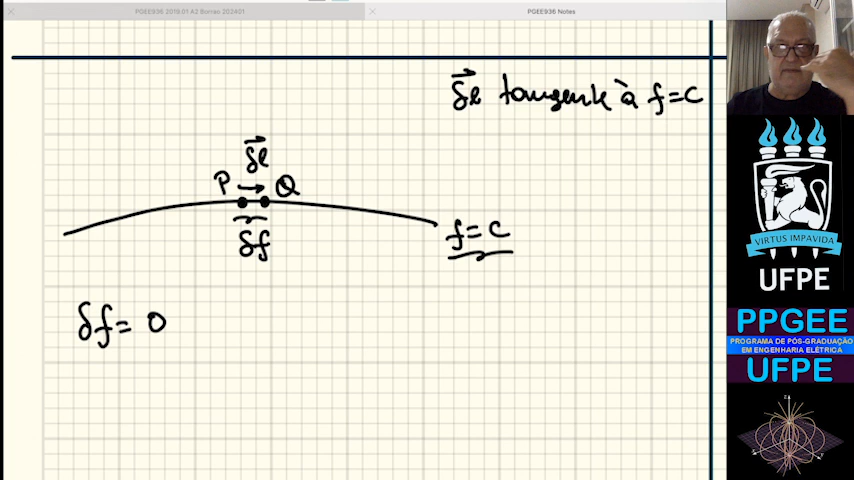 PGEE936 2019.01 A2 Borrao 202401
PGEE936 Notes
δl tangente à f=C
δl
P → Q
δf
f=C
δf=0
VIRTUS IMPAVIDA
UFPE
PPGEE
PROGRAMA DE PÓS-GRADUAÇÃO
EM ENGENHARIA ELÉTRICA
UFPE